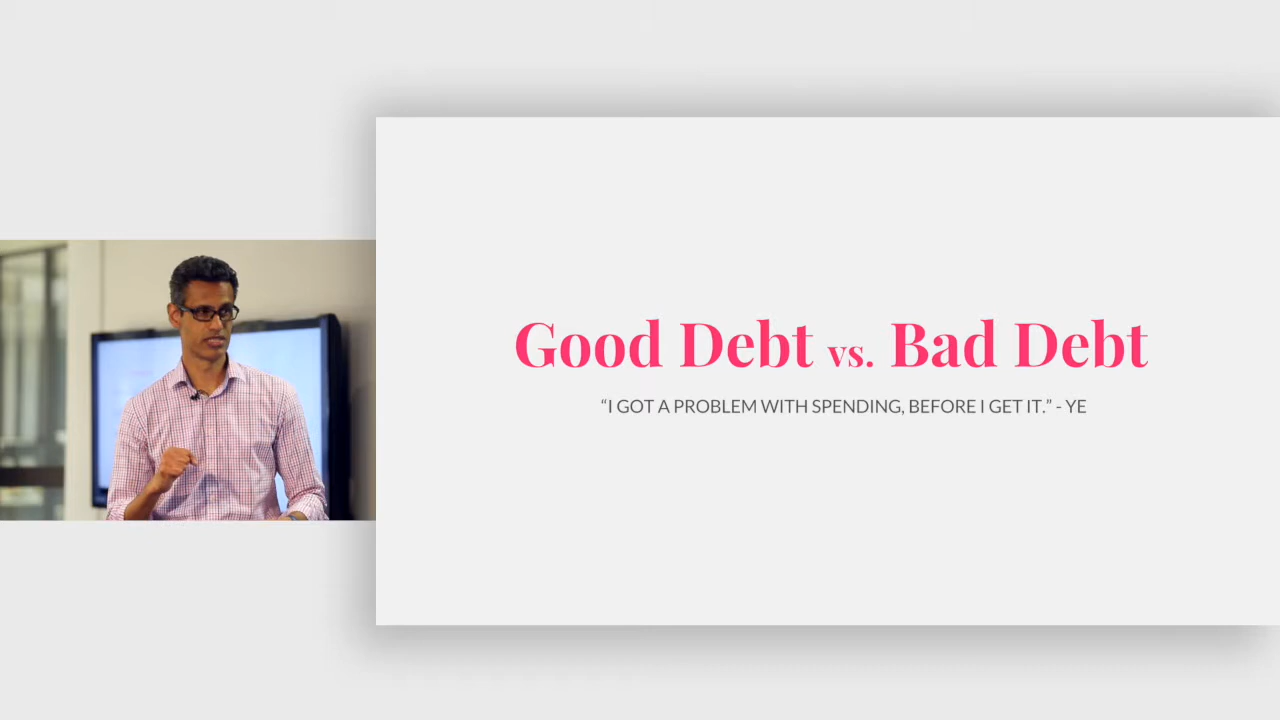 Good Debt vs. Bad Debt
“I GOT A PROBLEM WITH SPENDING, BEFORE I GET IT.” - YE